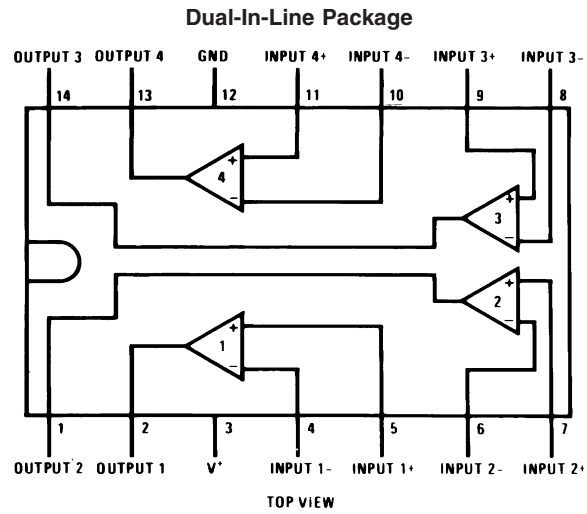 Dual-In-Line Package
OUTPUT 3 OUTPUT 4 GND INPUT 4+ INPUT 4- INPUT 3+ INPUT 3-
14 13 12 11 10 9 8
+
4
-
+
3
-
+
2
-
+
1
-
1 2 3 4 5 6 7
OUTPUT 2 OUTPUT 1 V+ INPUT 1- INPUT 1+ INPUT 2- INPUT 2+
TOP VIEW